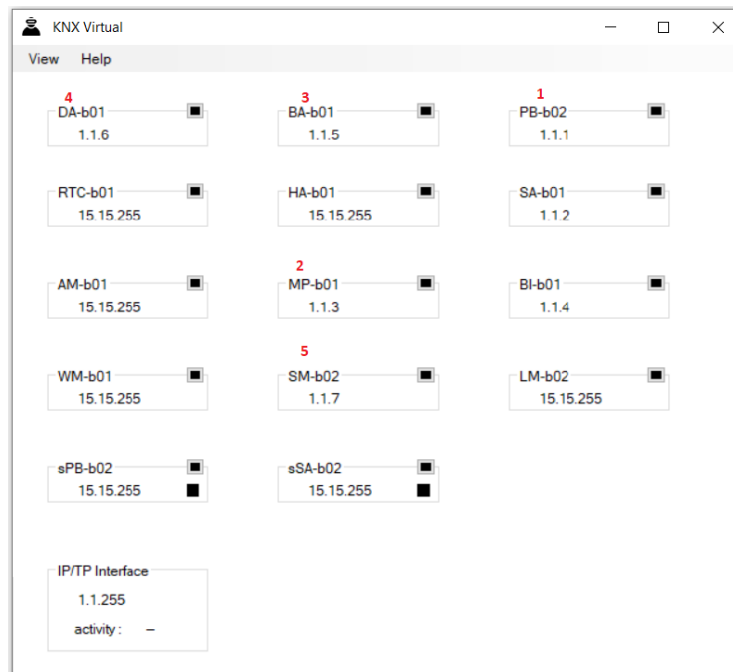 KNX Virtual
View Help
4 3 1
DA-b01 BA-b01 PB-b02
1.1.6 1.1.5 1.1.1
RTC-b01 HA-b01 SA-b01
15.15.255 15.15.255 1.1.2
2
AM-b01 MP-b01 BI-b01
15.15.255 1.1.3 1.1.4
5
WM-b01 SM-b02 LM-b02
15.15.255 1.1.7 15.15.255
sPB-b02 sSA-b02
15.15.255 15.15.255
IP/TP Interface
1.1.255
activity : –